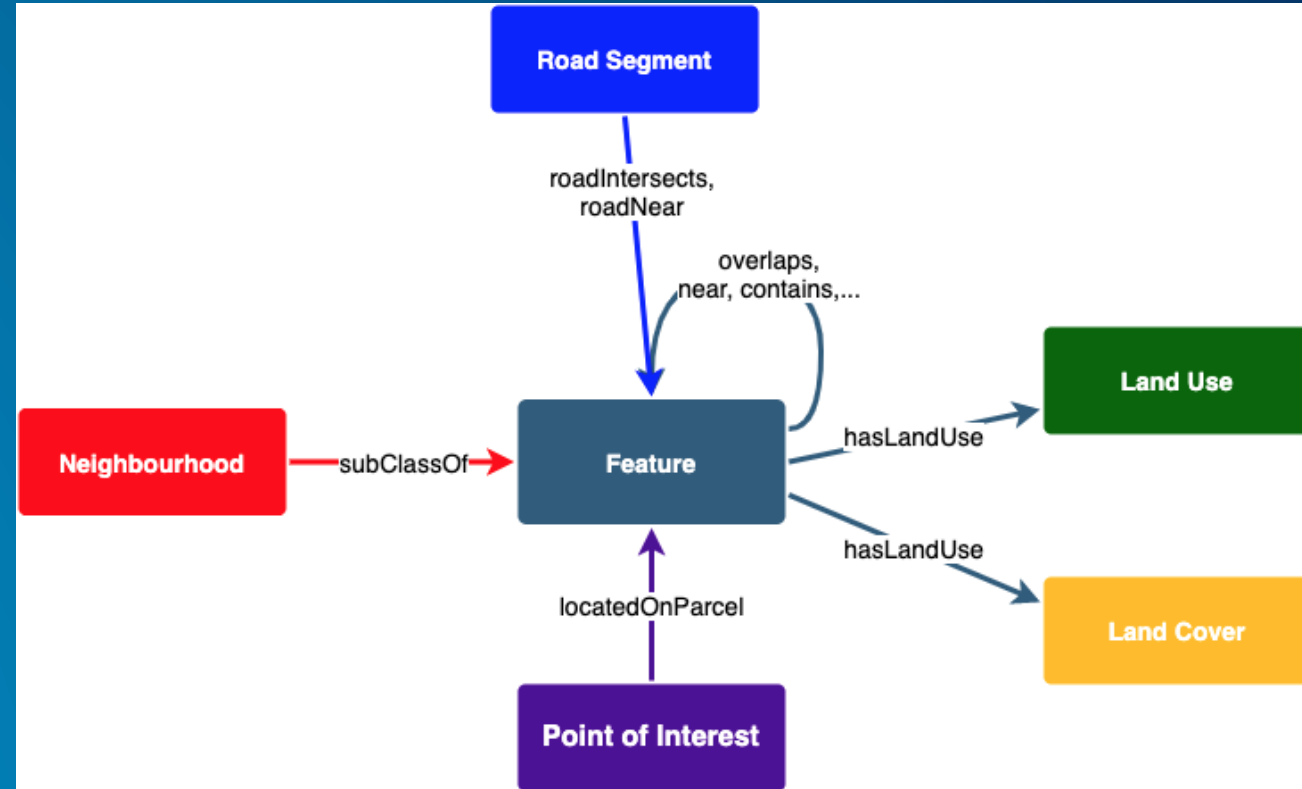 Road Segment
roadIntersects,
roadNear
overlaps,
near, contains,...
Land Use
hasLandUse
Neighbourhood
subClassOf
Feature
hasLandUse
locatedOnParcel
Land Cover
Point of Interest